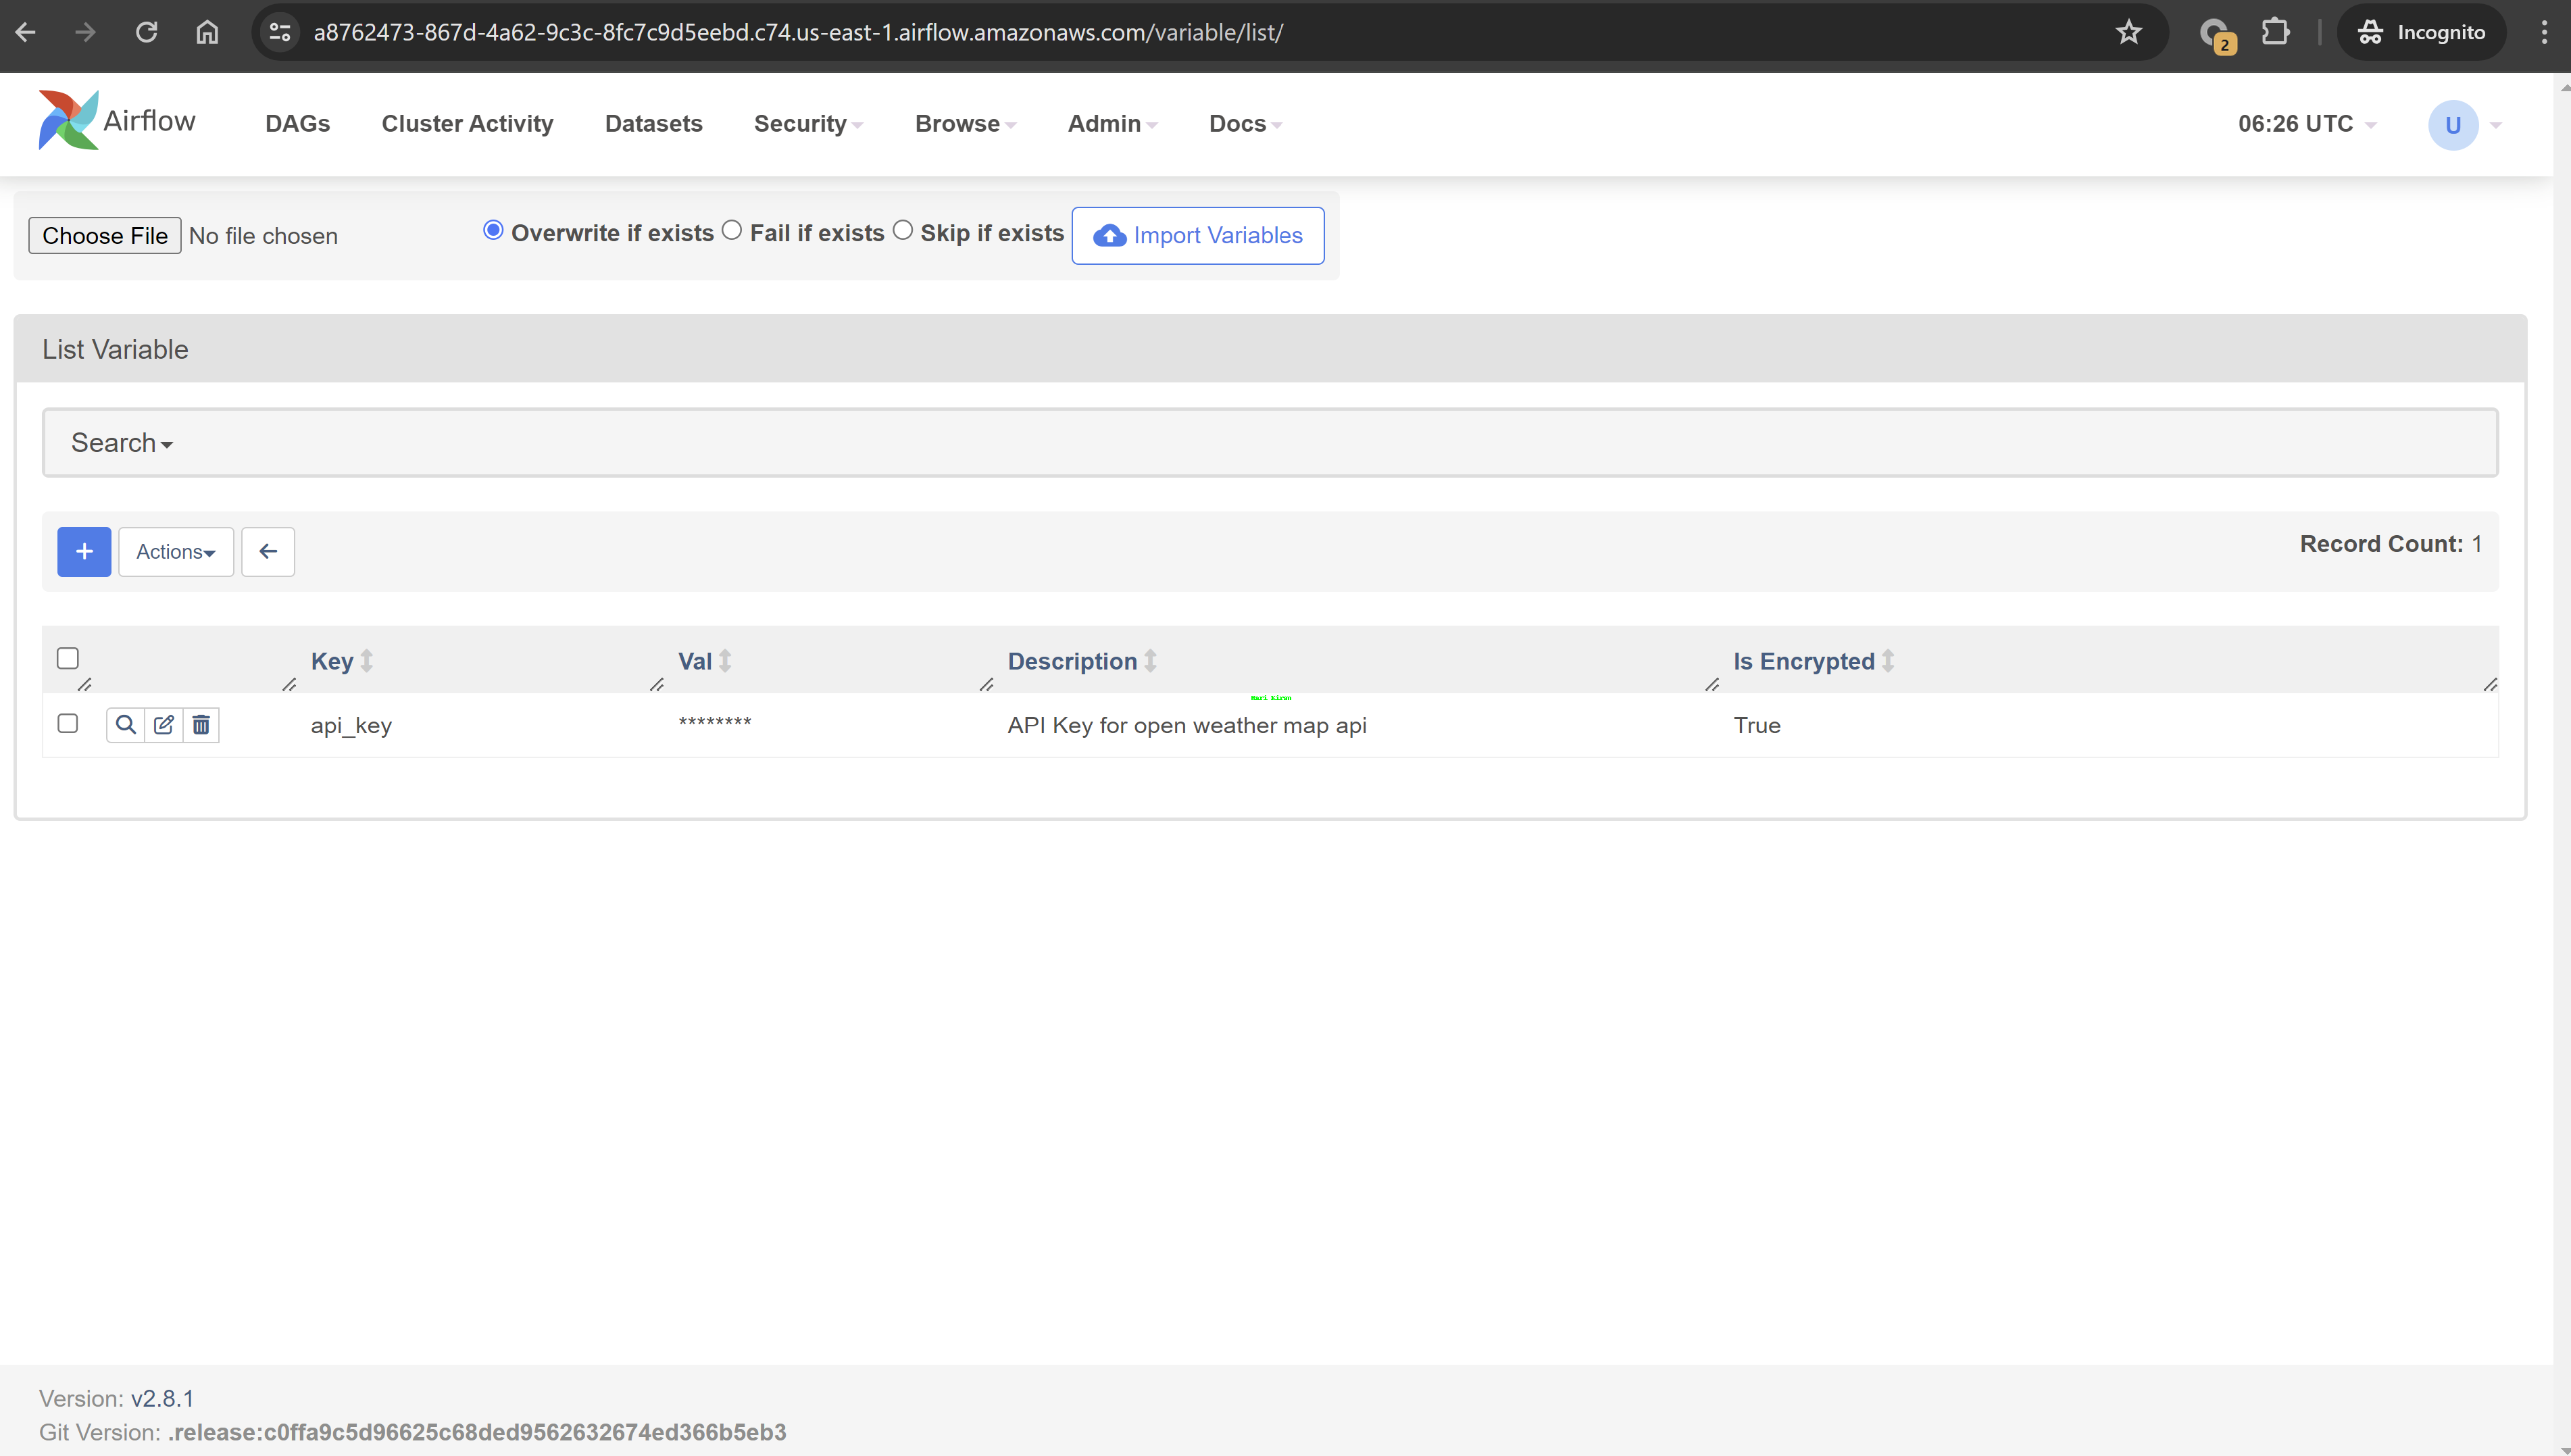 a8762473-867d-4a62-9c3c-8fc7c9d5eebd.c74.us-east-1.airflow.amazonaws.com/variable/list/
2
Incognito
Airflow
DAGs
Cluster Activity
Datasets
Security
Browse
Admin
Docs
06:26 UTC
U
Choose File No file chosen
Overwrite if exists Fail if exists Skip if exists
Import Variables
List Variable
Search
+ Actions
Record Count: 1
Key Val Description Is Encrypted
Hari Kiran
api_key ******** API Key for open weather map api True
Version: v2.8.1
Git Version: .release:c0ffa9c5d96625c68ded9562632674ed366b5eb3